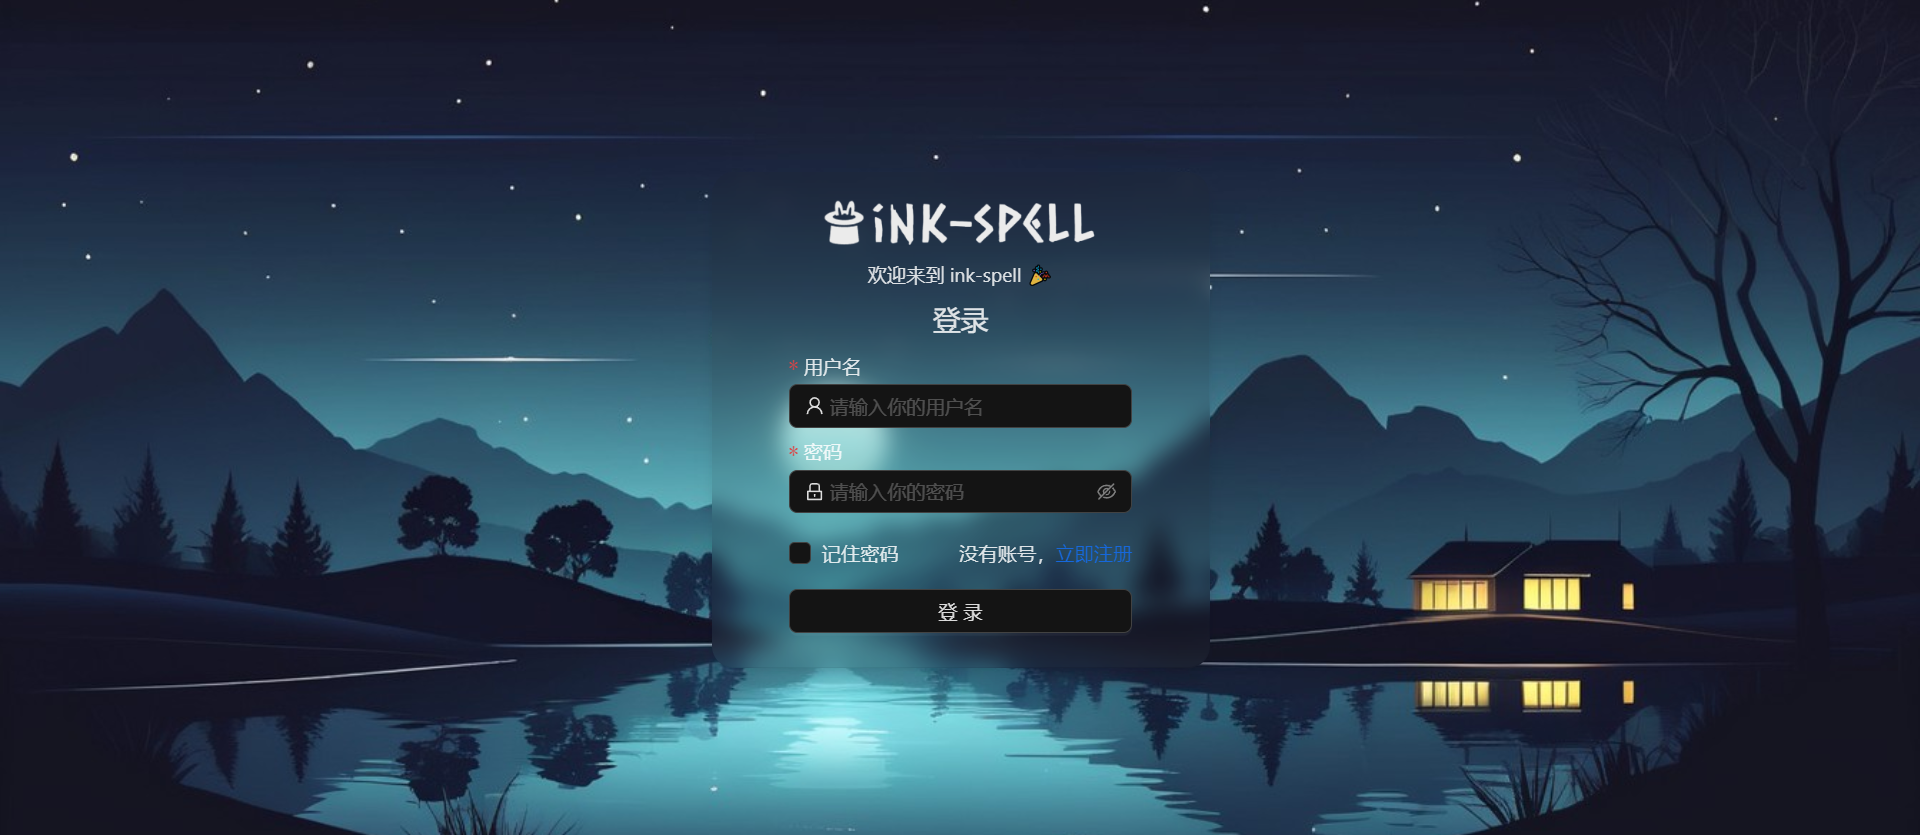 iNK-SPELL
欢迎来到 ink-spell 🎉
登录
* 用户名
请输入你的用户名
* 密码
请输入你的密码
记住密码 没有账号，立即注册
登 录